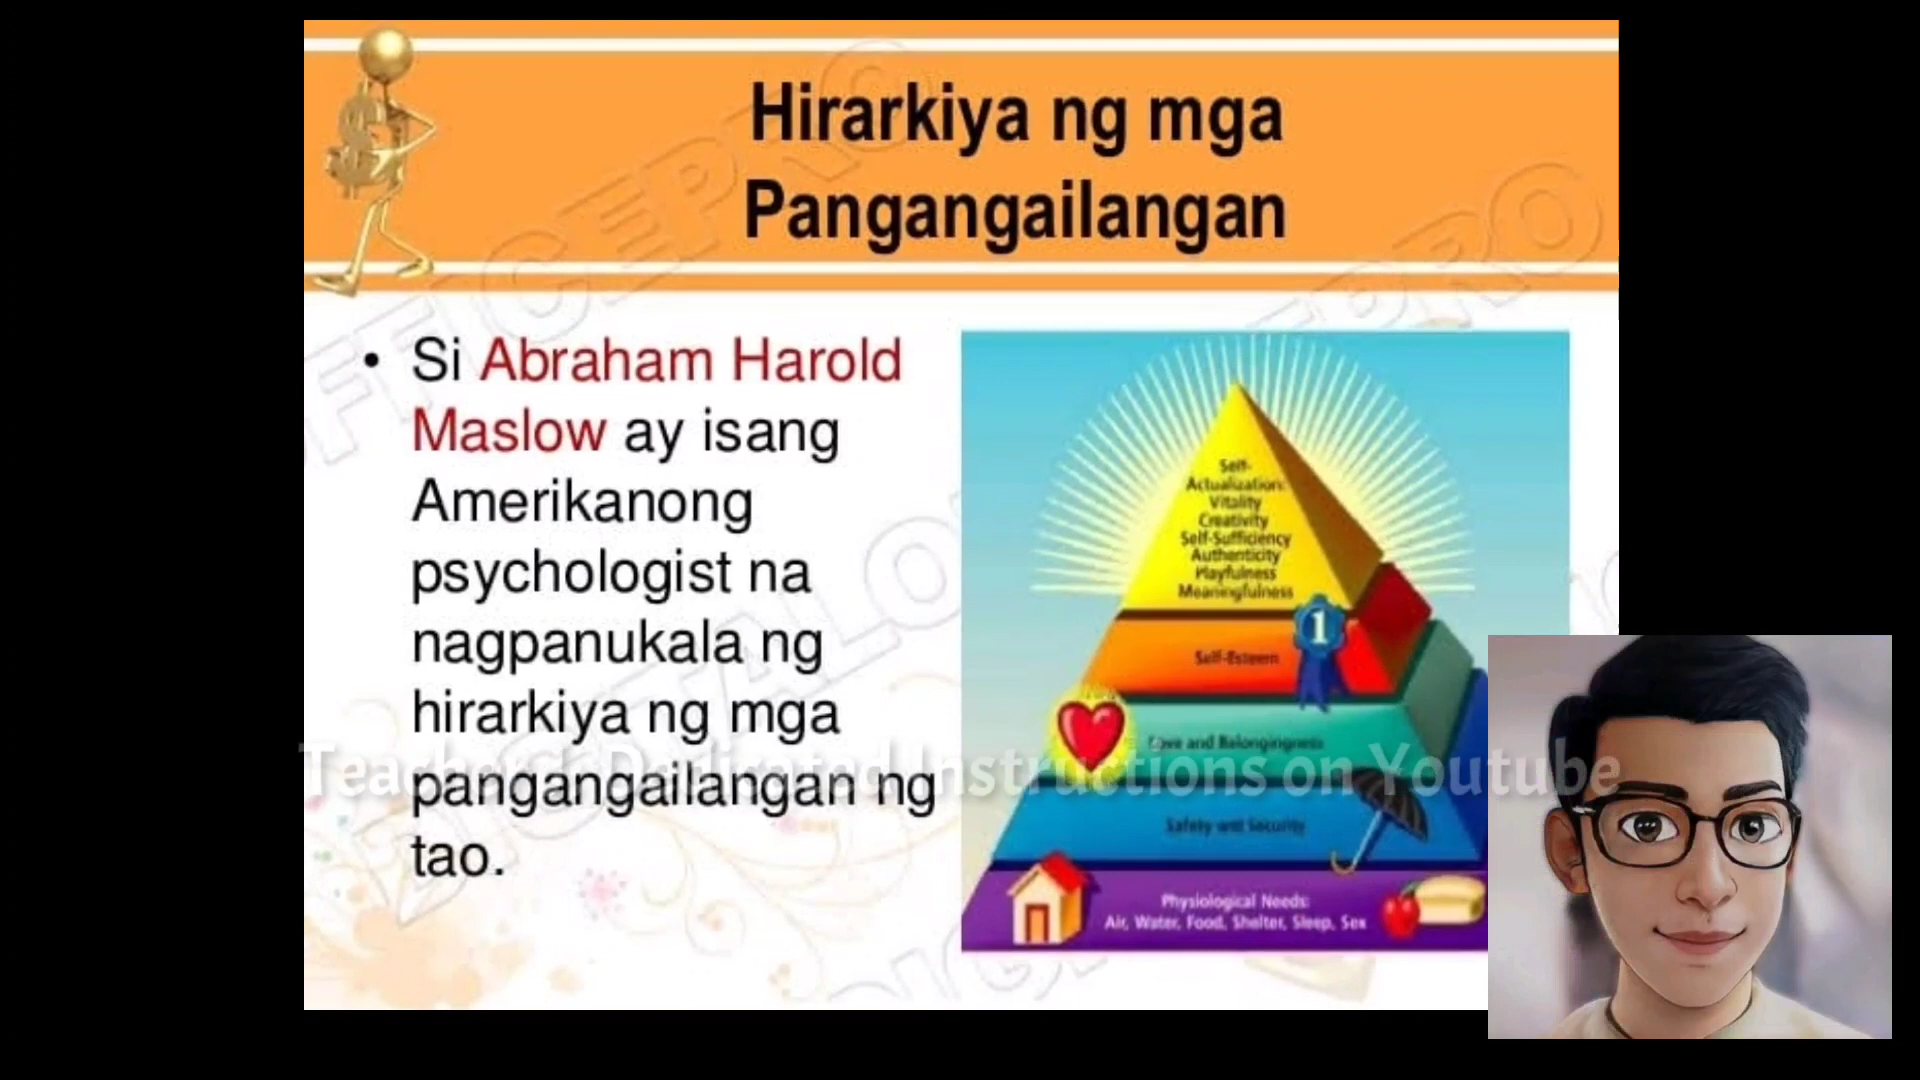 Hirarkiya ng mga
Pangangailangan
• Si Abraham Harold
Maslow ay isang
Amerikanong
psychologist na
nagpanukala ng
hirarkiya ng mga
pangangailangan ng
tao.
Self-
Actualization:
Vitality
Creativity
Self-Sufficiency
Authenticity
Playfulness
Meaningfulness
1
Self-Esteem
Love and Belongingness
Safety and Security
Physiological Needs:
Air, Water, Food, Shelter, Sleep, Sex
Dedicated Instructions on Youtube